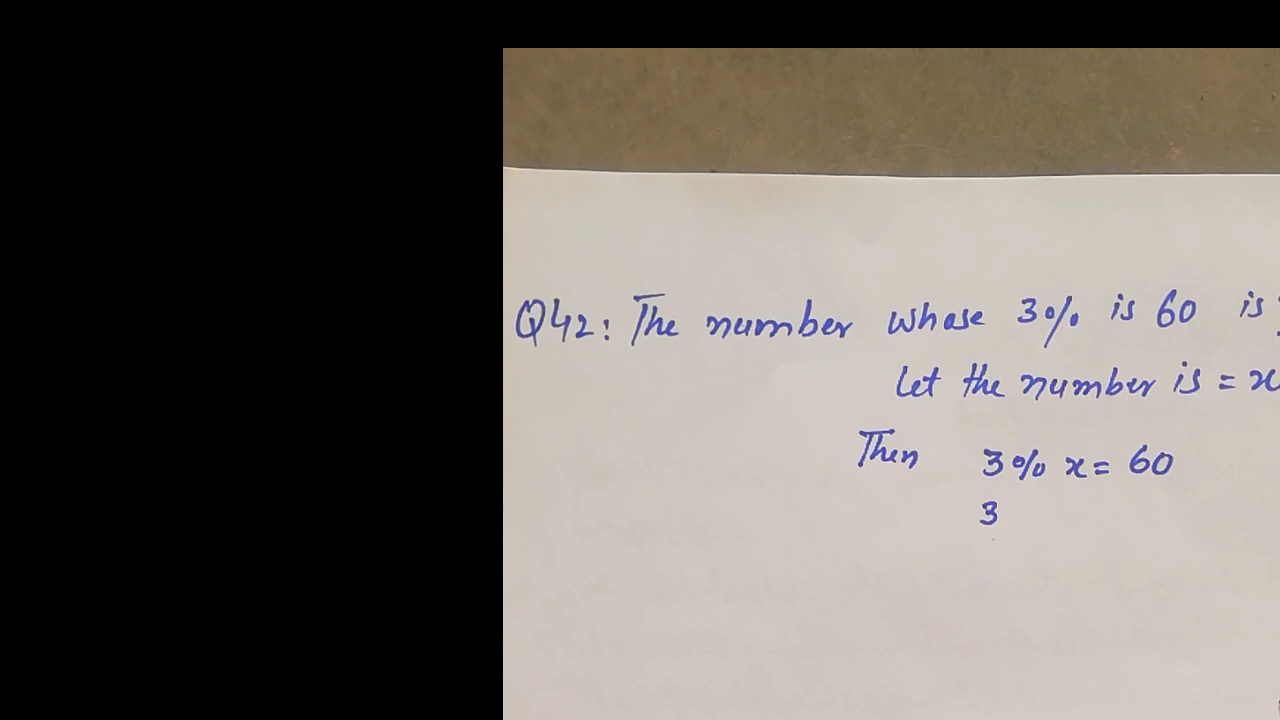 Q42: The number whose 3% is 60 is
Let the number is = x
Then 3% x = 60
3